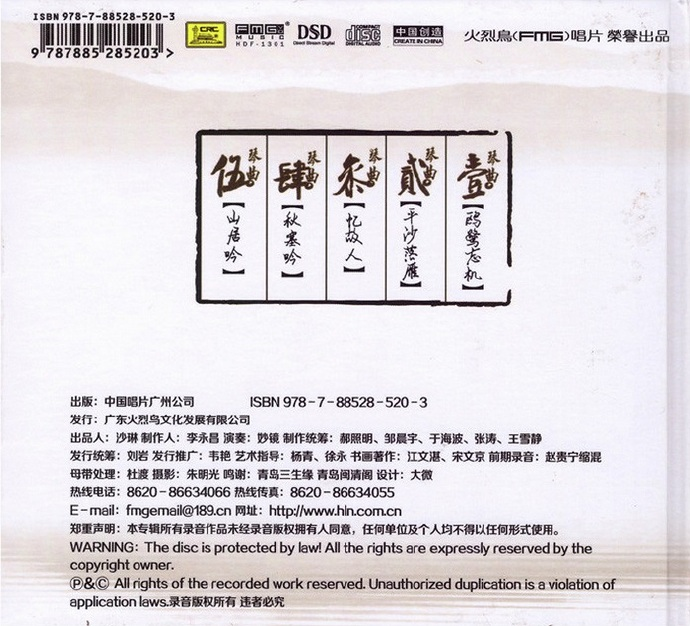 ISBN 978-7-88528-520-3
9 787885 285203
CRC
FMG MUSIC HDF-1301
DSD Direct Stream Digital
COMPACT disc DIGITAL AUDIO
中国创造 CREATE IN CHINA
火烈鳥(FMG)唱片 榮譽出品
琴曲 壹【鸥鹭忘机】
琴曲 贰【平沙落雁】
琴曲 叁【忆故人】
琴曲 肆【秋塞吟】
琴曲 伍【山居吟】
出版：中国唱片广州公司 ISBN 978-7-88528-520-3
发行：广东火烈鸟文化发展有限公司
出品人：沙琳 制作人：李永昌 演奏：妙镜 制作统筹：郝照明、邹晨宇、于海波、张涛、王雪静
发行统筹：刘岩 发行推广：韦艳 艺术指导：杨青、徐永 书画著作：江文湛、宋文京 前期录音：赵贵宁缩混
母带处理：杜渡 摄影：朱明光 鸣谢：青岛三生缘 青岛闽清阁 设计：大微
热线电话：8620-86634066 热线传真：8620-86634055
E-mail：fmgemail@189.cn 网址：http://www.hln.com.cn
郑重声明：本专辑所有录音作品未经录音版权拥有人同意，任何单位及个人均不得以任何形式使用。
WARNING: The disc is protected by law! All the rights are expressly reserved by the
copyright owner.
Ⓟ&Ⓒ All rights of the recorded work reserved. Unauthorized duplication is a violation of
application laws.录音版权所有 违者必究